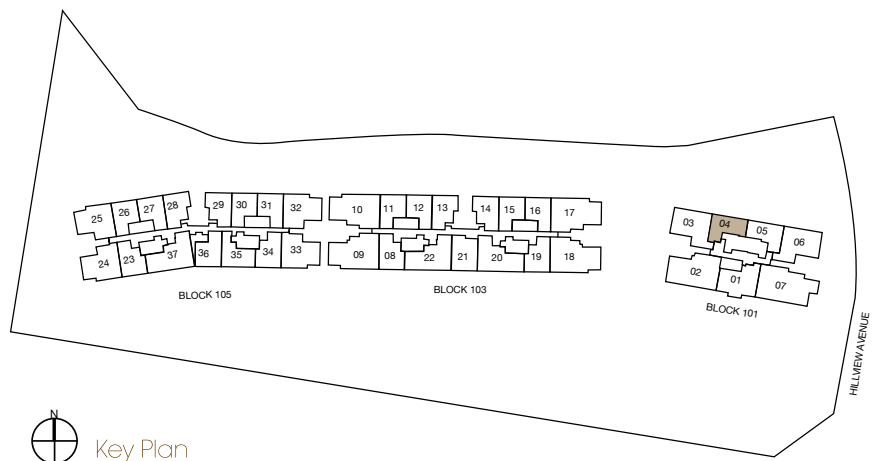 25 26 27 28 29 30 31 32 10 11 12 13 14 15 16 17 03 04 05 06
24 23 37 36 35 34 33 09 08 22 21 20 19 18 02 01 07
BLOCK 105
BLOCK 103
BLOCK 101
HILLVIEW AVENUE
N
Key Plan